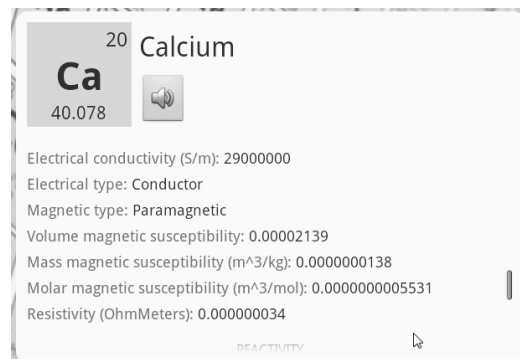 20
Calcium
Ca
40.078
Electrical conductivity (S/m): 29000000
Electrical type: Conductor
Magnetic type: Paramagnetic
Volume magnetic susceptibility: 0.00002139
Mass magnetic susceptibility (m^3/kg): 0.0000000138
Molar magnetic susceptibility (m^3/mol): 0.0000000005531
Resistivity (OhmMeters): 0.000000034
REACTIVITY